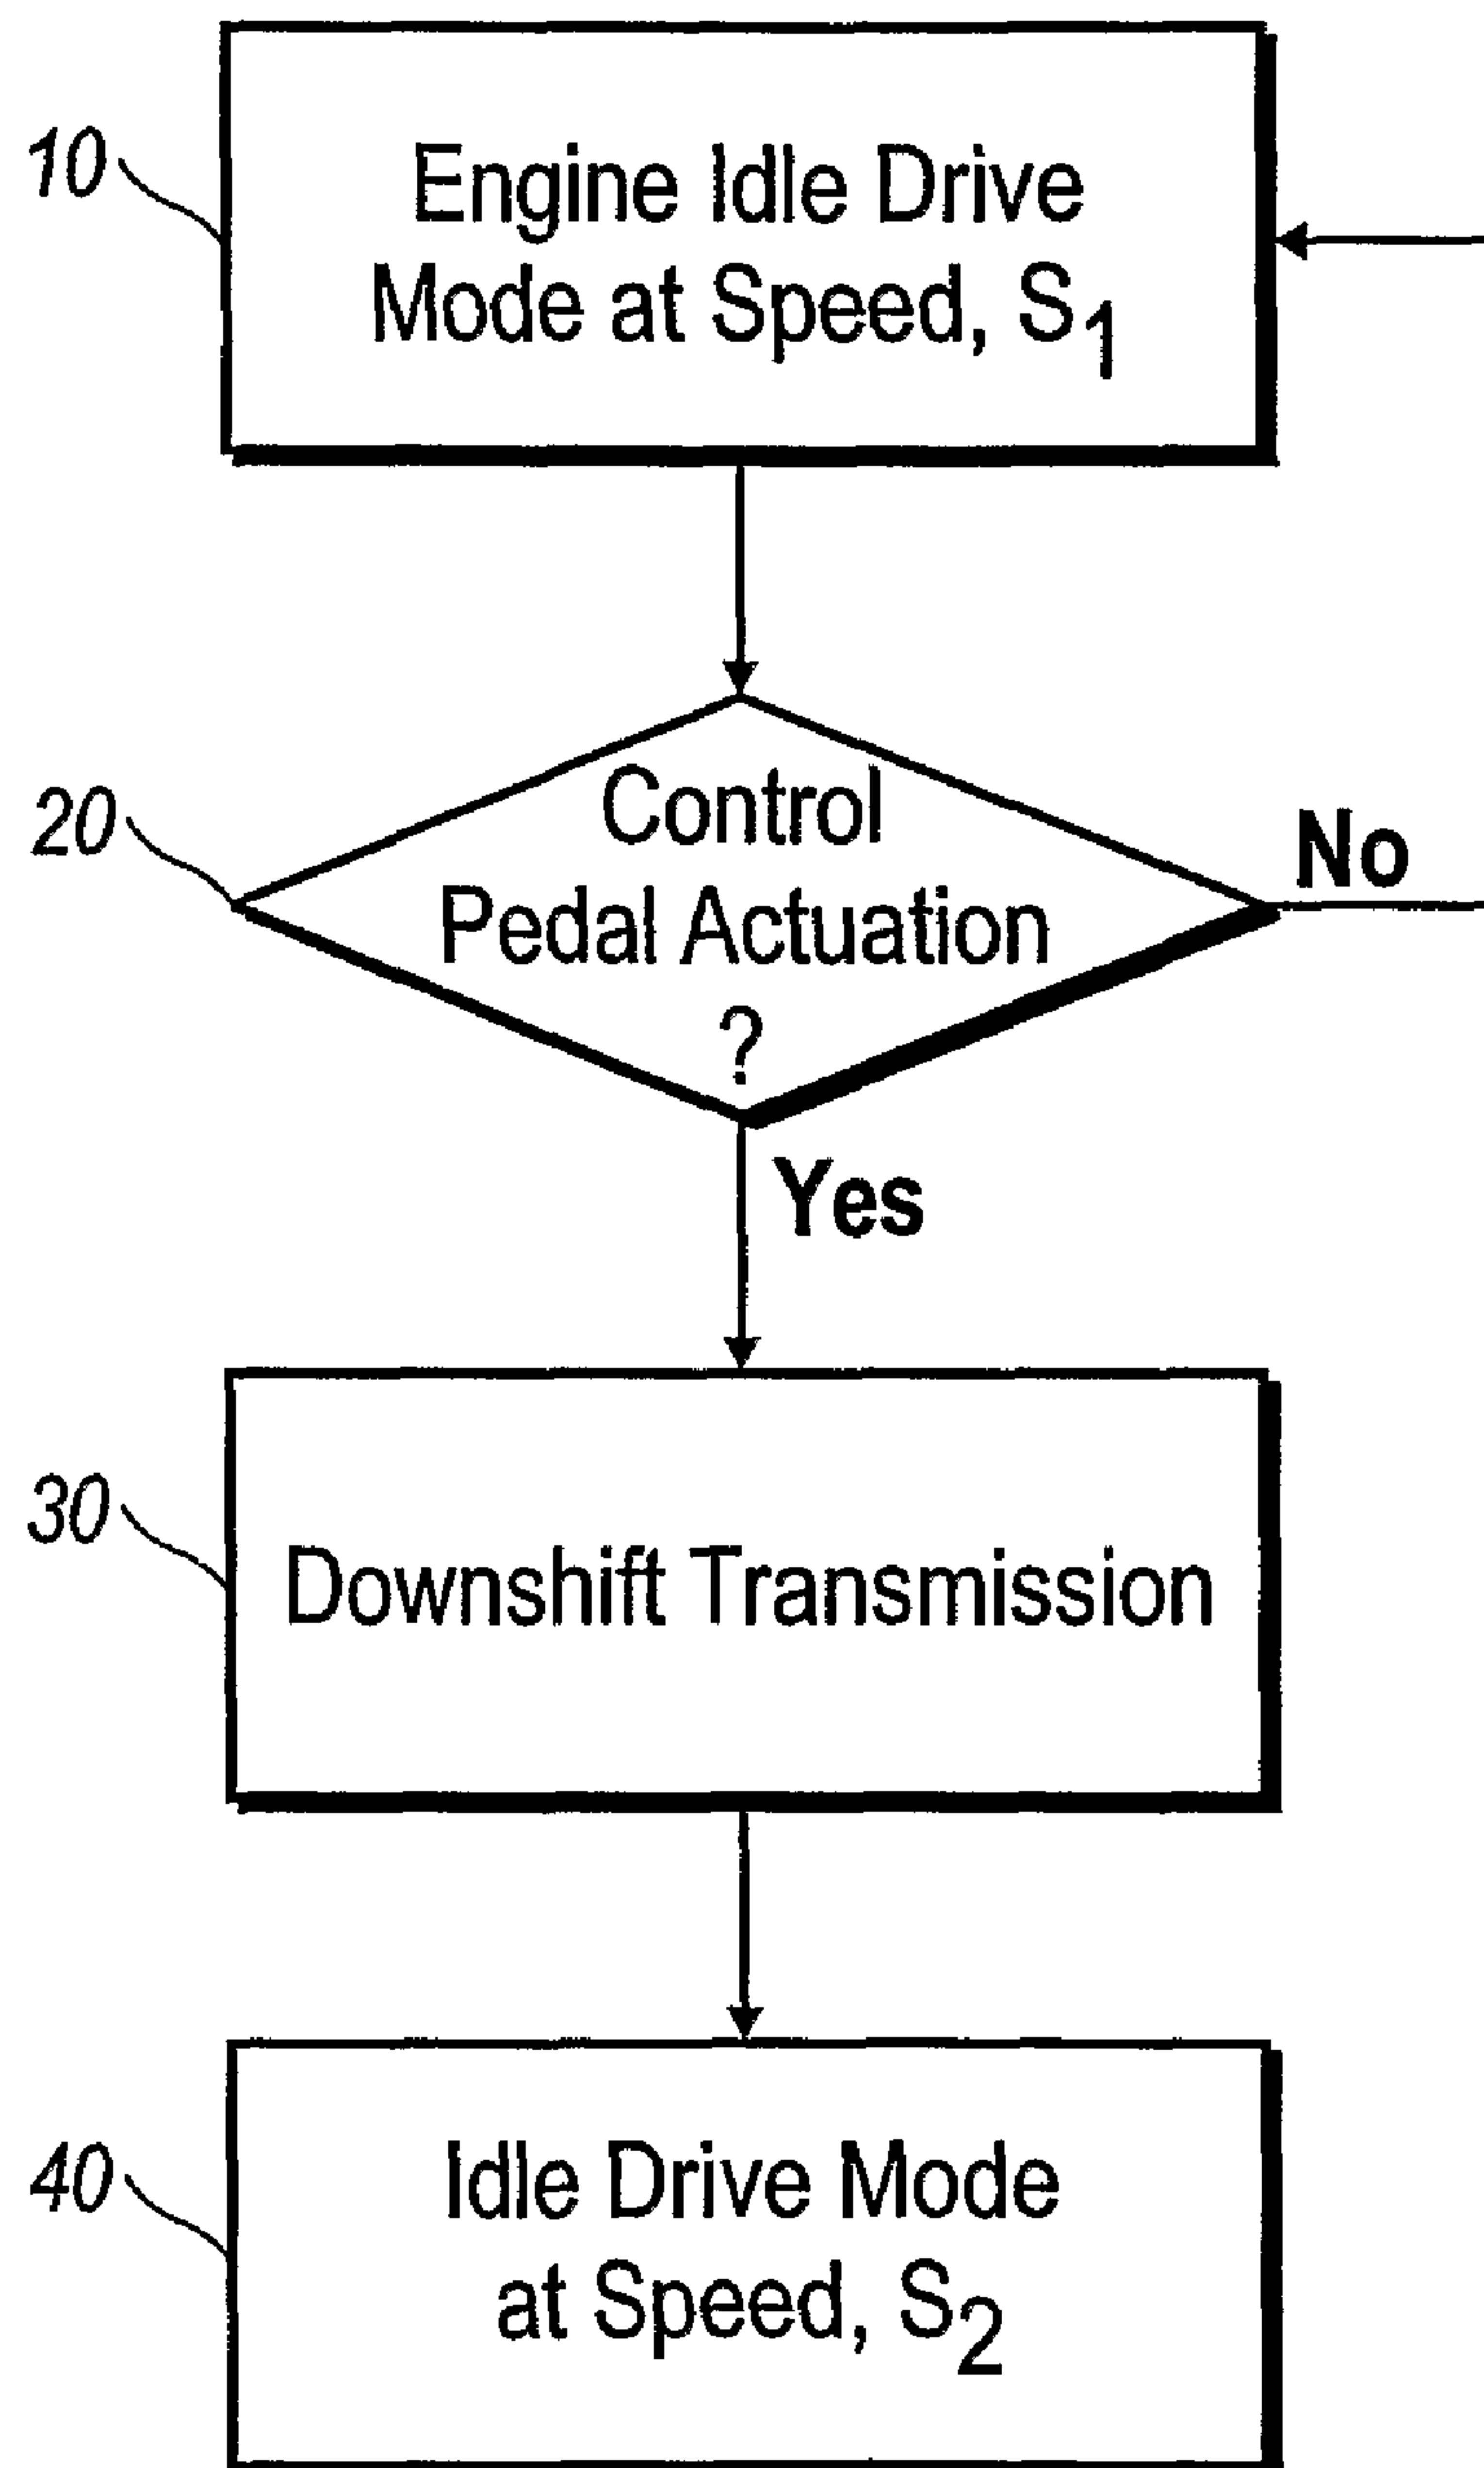 10
Engine Idle Drive
Mode at Speed, S1
20
Control
Pedal Actuation
?
No
Yes
30
Downshift Transmission
40
Idle Drive Mode
at Speed, S2